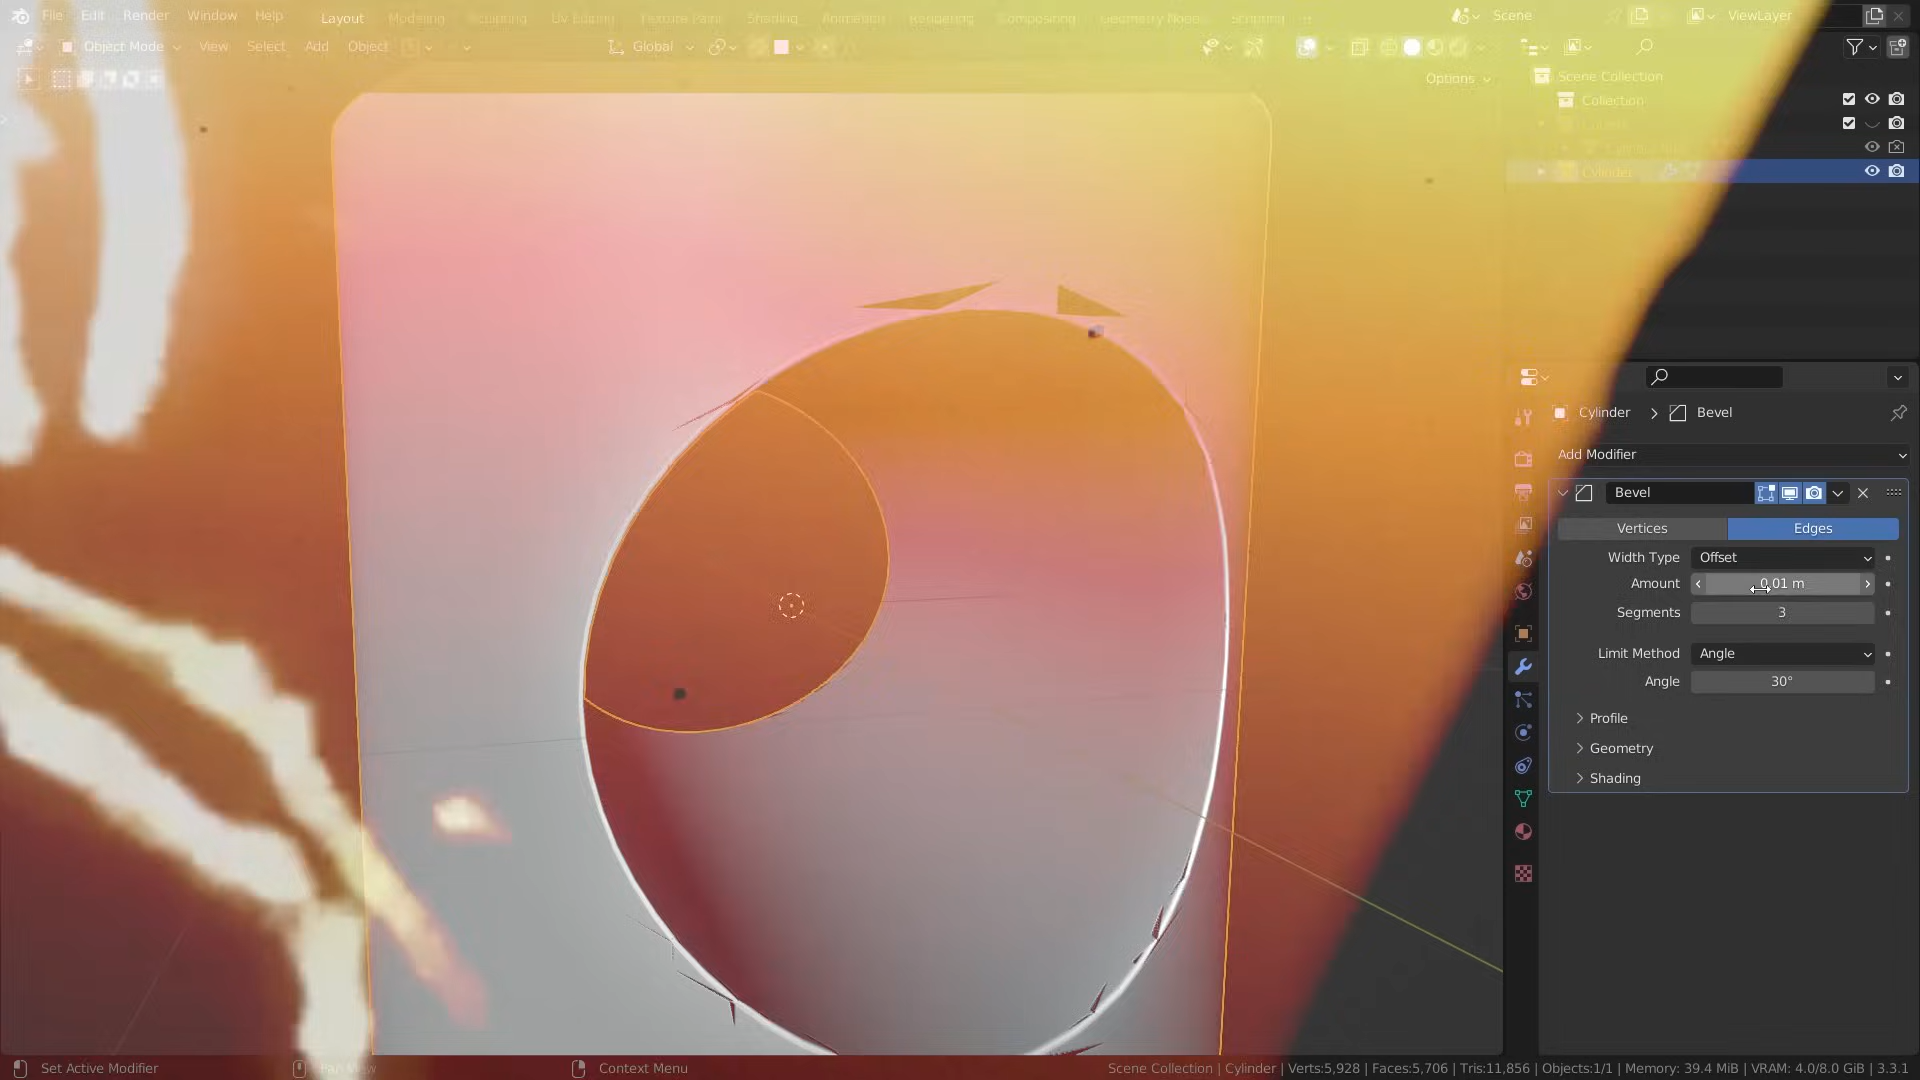 File Edit Render Window Help Layout Modeling Sculpting UV Editing Texture Paint Shading Animation Rendering Compositing Geometry Node Scripting + Scene ViewLayer
Object Mode View Select Add Object Global
Options
Scene Collection
Collection
Cylinder
Cylinder > Bevel
Add Modifier
Bevel
Vertices Edges
Width Type Offset
Amount 0.01 m
Segments 3
Limit Method Angle
Angle 30°
Profile
Geometry
Shading
Set Active Modifier Pan View Context Menu Scene Collection | Cylinder | Verts:5,928 | Faces:5,706 | Tris:11,856 | Objects:1/1 | Memory: 39.4 MiB | VRAM: 4.0/8.0 GiB | 3.3.1